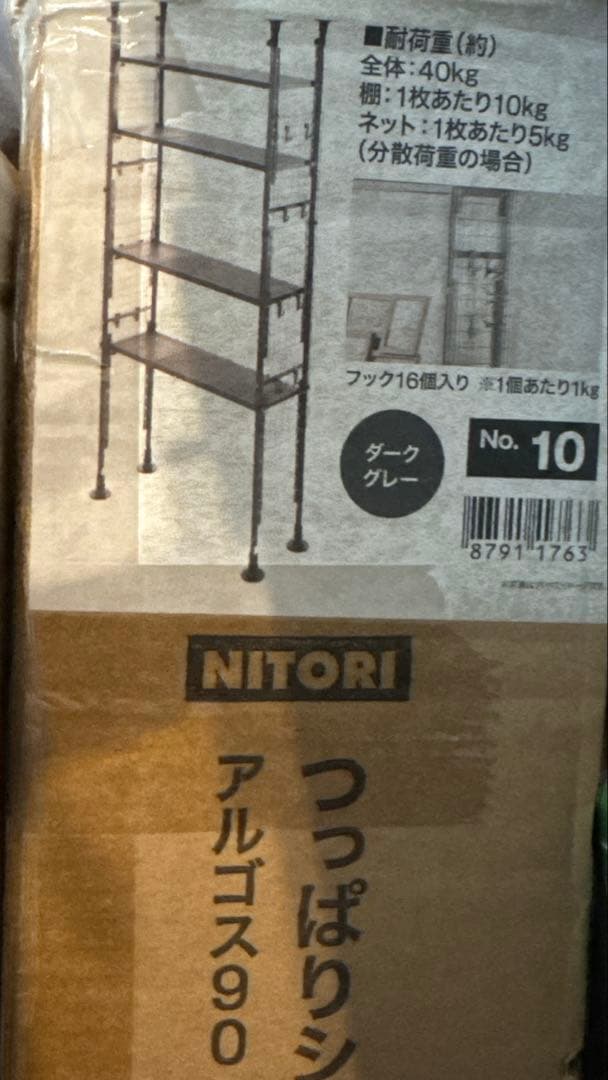 ■耐荷重(約)
全体:40kg
棚:1枚あたり10kg
ネット:1枚あたり5kg
(分散荷重の場合)
フック16個入り ※1個あたり1kg
ダーク
グレー
No. 10
8791 1763
NITORI
つっぱりシ
アルゴス90